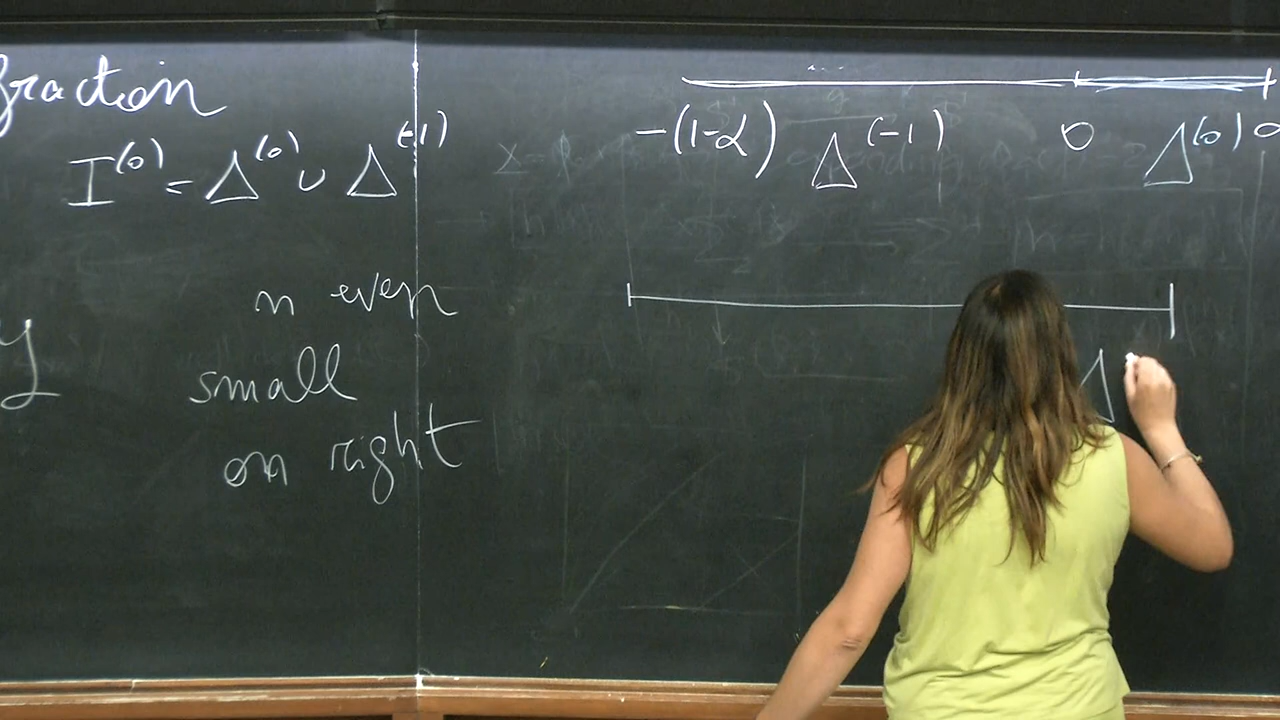 fraction
I^(0) = Δ^(0) ∪ Δ^(-1)
n even
small
on right
-(1-α) Δ^(-1) 0 Δ^(0)
Δ